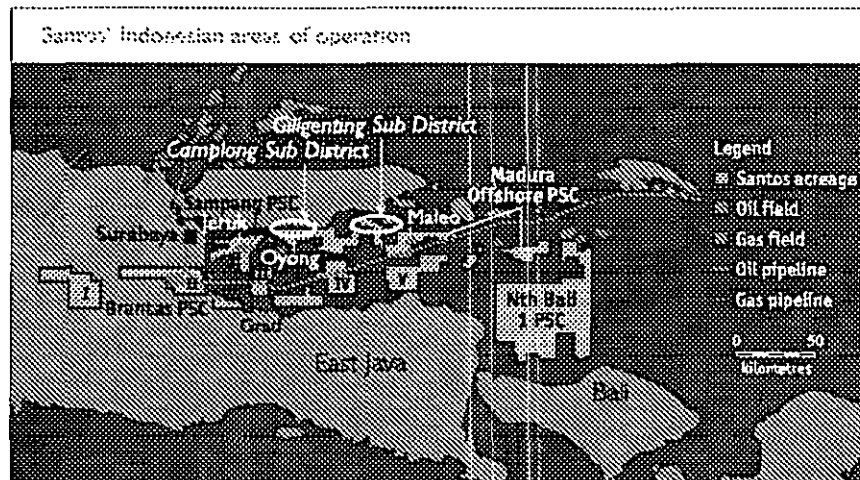 Santos' Indonesian areas of operation
Giligenting Sub District
Camplong Sub District
Madura
Offshore PSC
Sampang PSC
Jeruk
Maleo
Surabaya
Oyong
Brantas PSC
Grati
Nth Bali
1 PSC
East Java
Bali
Legend
Santos acreage
Oil field
Gas field
Oil pipeline
Gas pipeline
0 50
kilometres